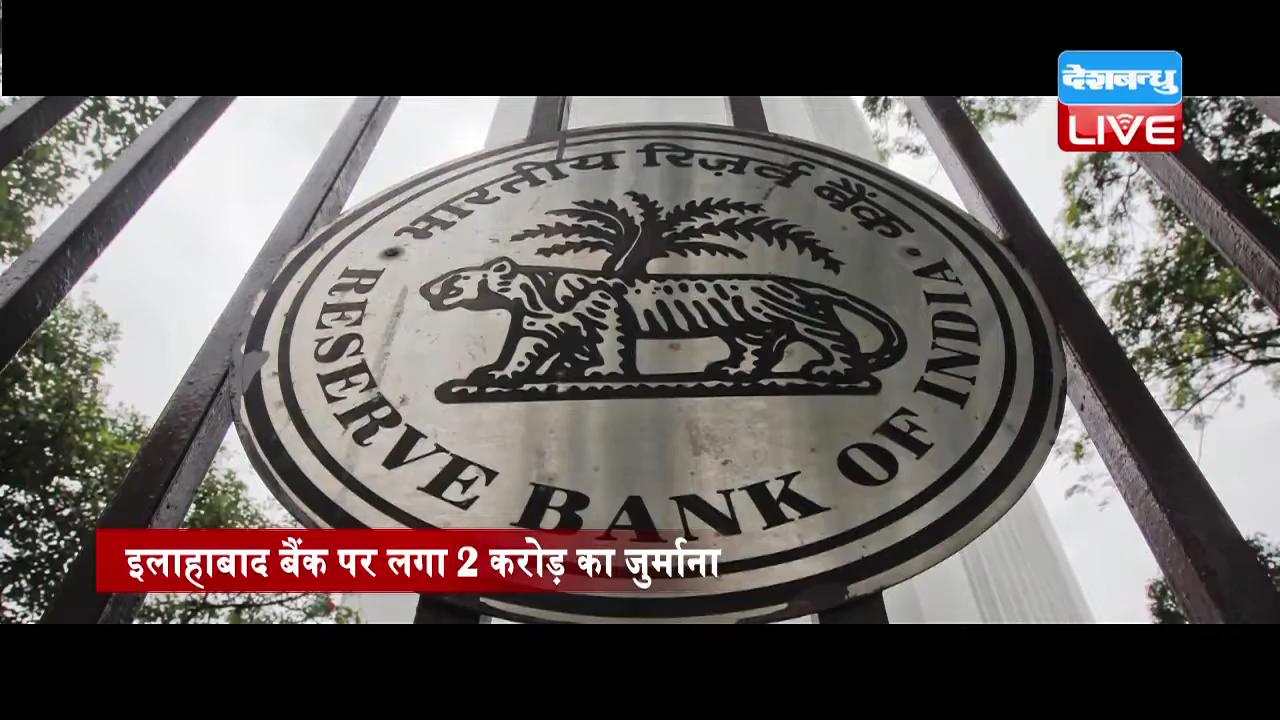 देशबन्धु
LIVE
भारतीय रिज़र्व बैंक
RESERVE BANK OF INDIA
इलाहाबाद बैंक पर लगा 2 करोड़ का जुर्माना